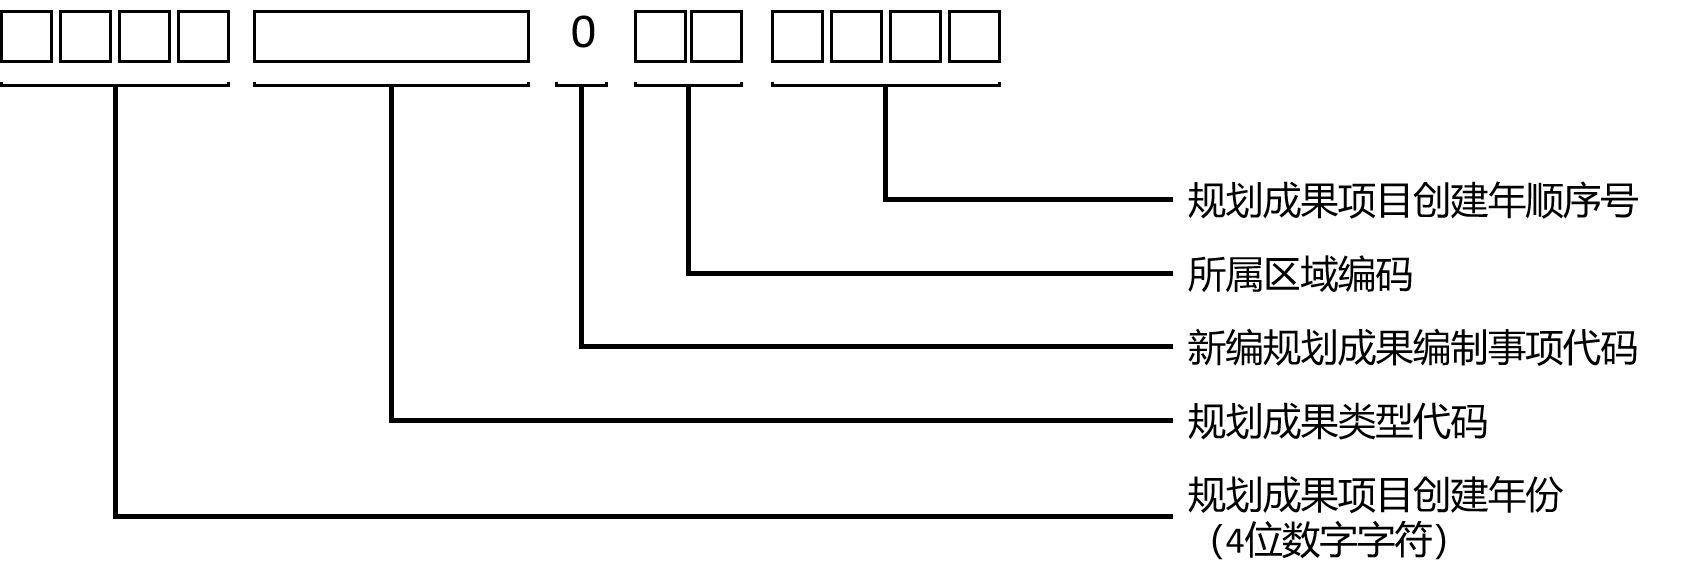 0
规划成果项目创建年顺序号
所属区域编码
新编规划成果编制事项代码
规划成果类型代码
规划成果项目创建年份
（4位数字字符）